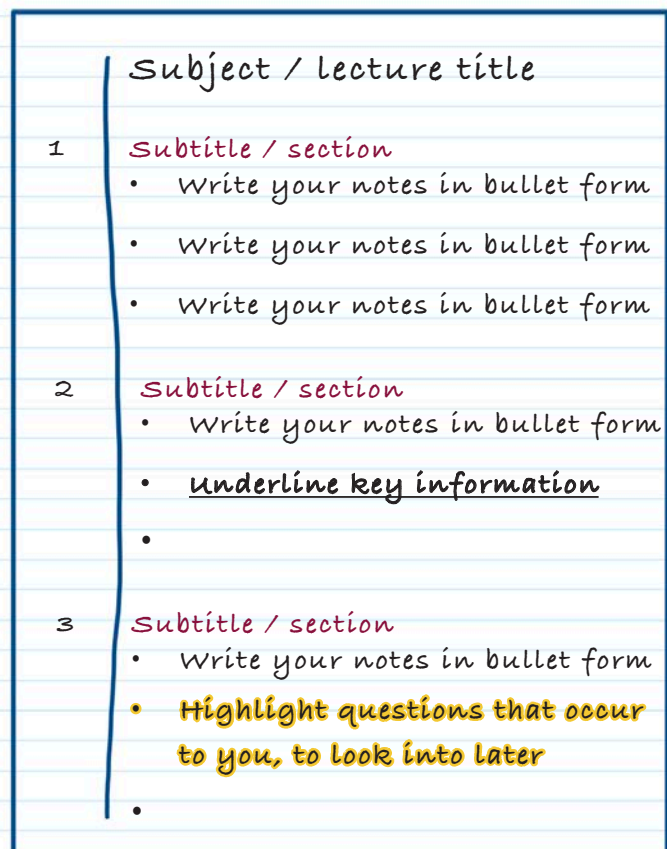 Subject / lecture title
1 Subtitle / section
• Write your notes in bullet form
• Write your notes in bullet form
• Write your notes in bullet form
2 Subtitle / section
• Write your notes in bullet form
• Underline key information
•
3 Subtitle / section
• Write your notes in bullet form
• Highlight questions that occur
to you, to look into later
•